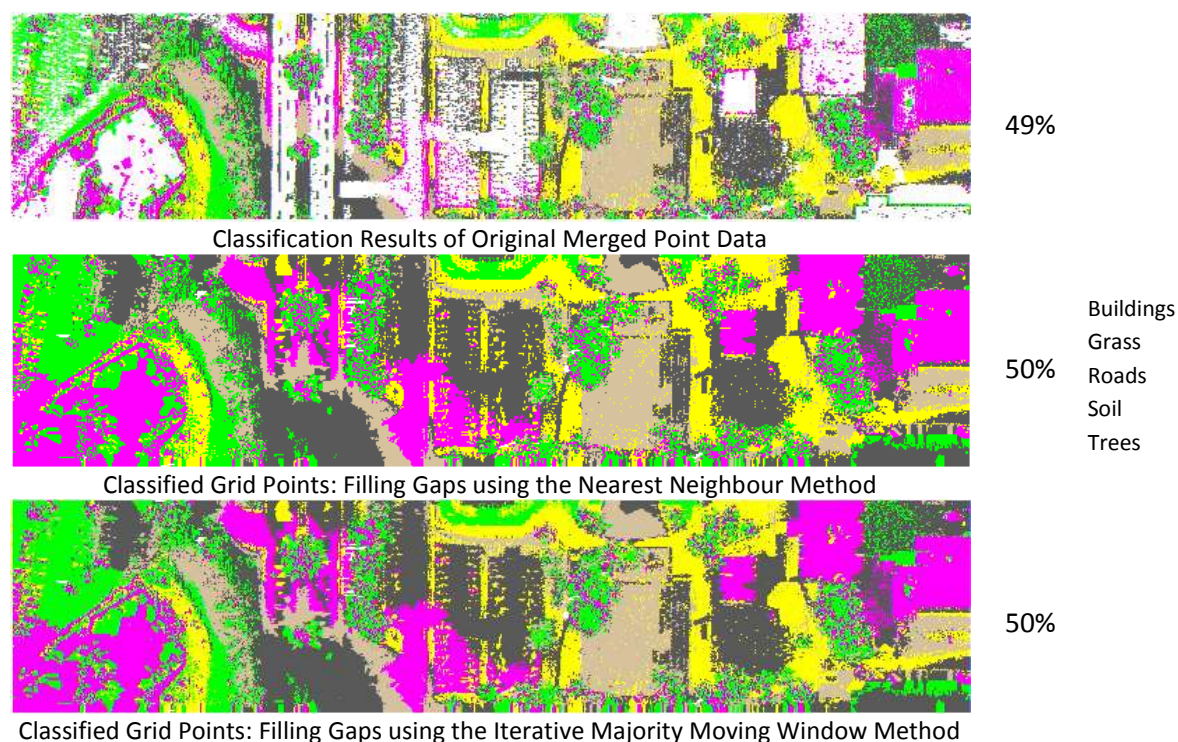 49%
Classification Results of Original Merged Point Data
50%
Buildings
Grass
Roads
Soil
Trees
Classified Grid Points: Filling Gaps using the Nearest Neighbour Method
50%
Classified Grid Points: Filling Gaps using the Iterative Majority Moving Window Method